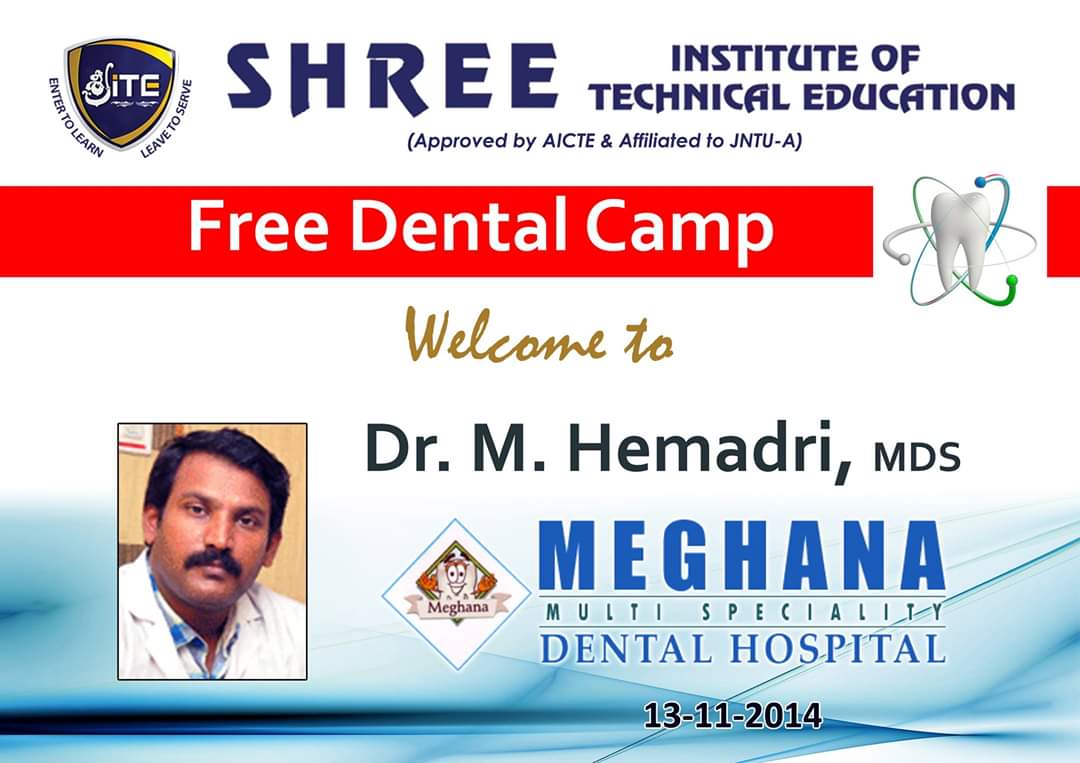 SITE
ENTER TO LEARN
LEAVE TO SERVE
SHREE
INSTITUTE OF
TECHNICAL EDUCATION
(Approved by AICTE & Affiliated to JNTU-A)
Free Dental Camp
Welcome to
Dr. M. Hemadri, MDS
Meghana
MEGHANA
MULTI SPECIALITY
DENTAL HOSPITAL
13-11-2014